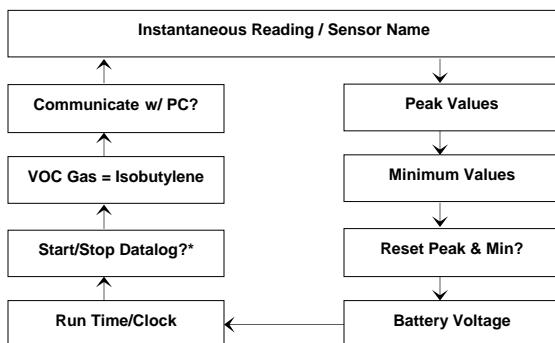 Instantaneous Reading / Sensor Name
Communicate w/ PC?
Peak Values
VOC Gas = Isobutylene
Minimum Values
Start/Stop Datalog?*
Reset Peak & Min?
Run Time/Clock
Battery Voltage